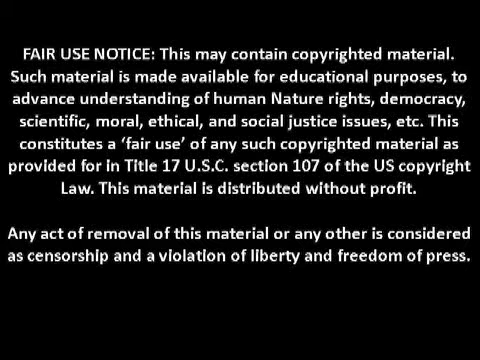 FAIR USE NOTICE: This may contain copyrighted material.
Such material is made available for educational purposes, to
advance understanding of human Nature rights, democracy,
scientific, moral, ethical, and social justice issues, etc. This
constitutes a ‘fair use’ of any such copyrighted material as
provided for in Title 17 U.S.C. section 107 of the US copyright
Law. This material is distributed without profit.
Any act of removal of this material or any other is considered
as censorship and a violation of liberty and freedom of press.